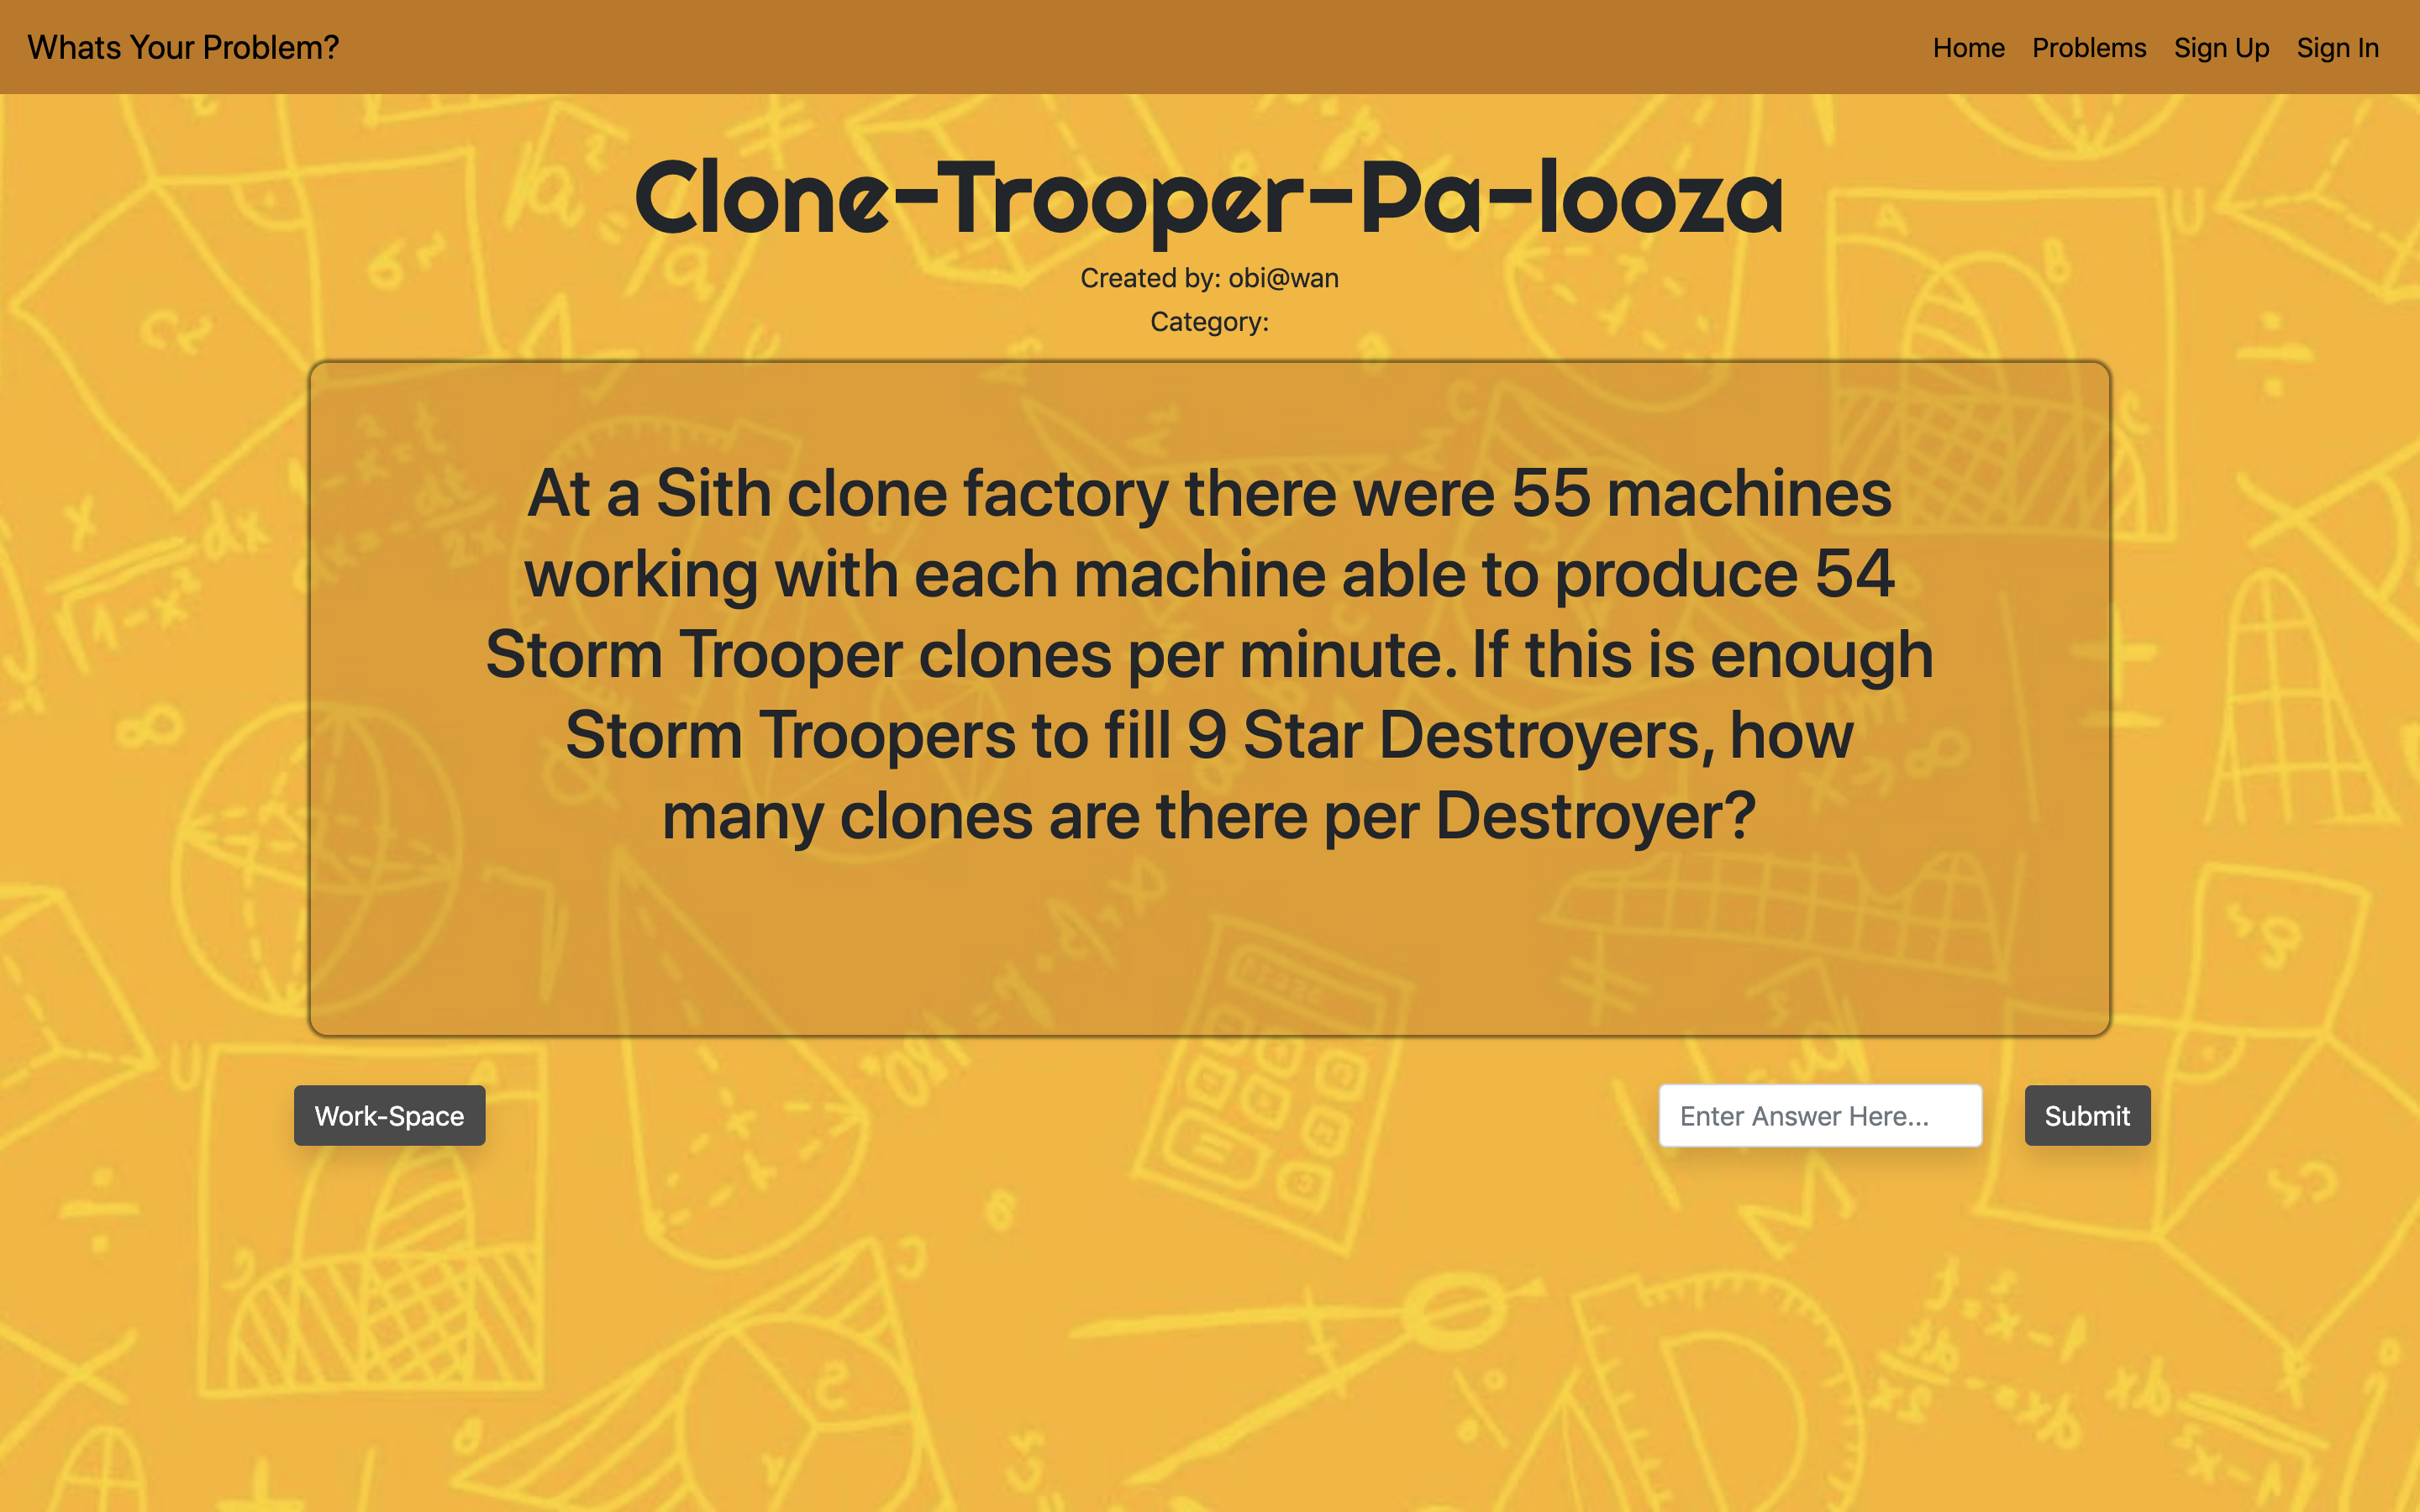 Whats Your Problem?
Home Problems Sign Up Sign In
Clone-Trooper-Pa-looza
Created by: obi@wan
Category:
At a Sith clone factory there were 55 machines
working with each machine able to produce 54
Storm Trooper clones per minute. If this is enough
Storm Troopers to fill 9 Star Destroyers, how
many clones are there per Destroyer?
Work-Space
Enter Answer Here...
Submit